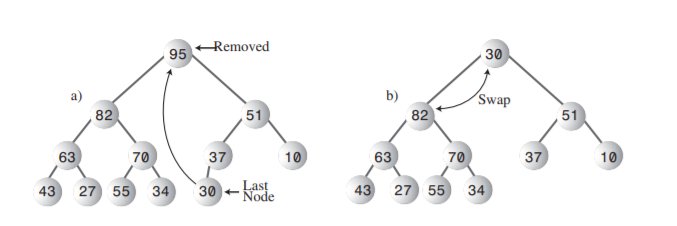 95 Removed
a)
82 51
63 70 37 10
43 27 55 34 30 Last
Node
30
b)
Swap
82 51
63 70 37 10
43 27 55 34